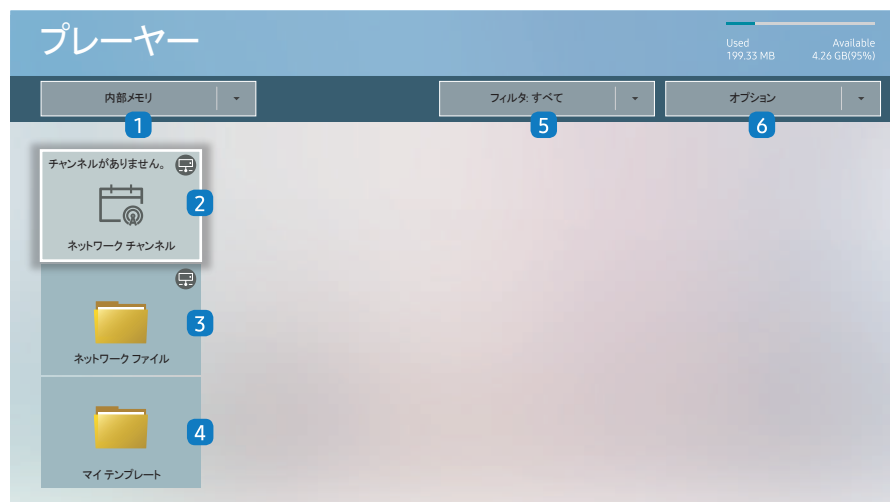 プレーヤー
Used Available
199.33 MB 4.26 GB(95%)
内部メモリ フィルタ: すべて オプション
1 5 6
チャンネルがありません。
2
ネットワーク チャンネル
3
ネットワーク ファイル
4
マイ テンプレート